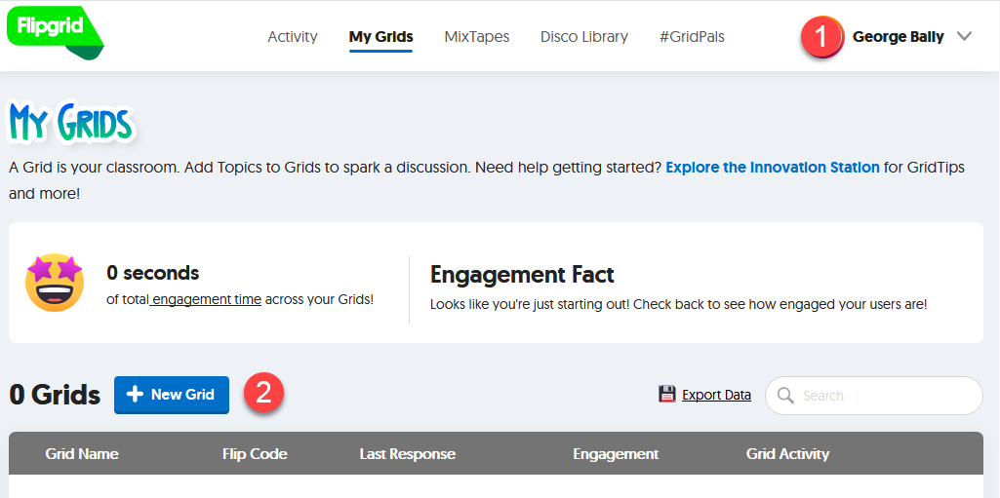 Flipgrid
Activity My Grids MixTapes Disco Library #GridPals 1 George Bally
My Grids
A Grid is your classroom. Add Topics to Grids to spark a discussion. Need help getting started? Explore the Innovation Station for GridTips
and more!
0 seconds
of total engagement time across your Grids!
Engagement Fact
Looks like you're just starting out! Check back to see how engaged your users are!
0 Grids + New Grid 2 Export Data Search
Grid Name Flip Code Last Response Engagement Grid Activity